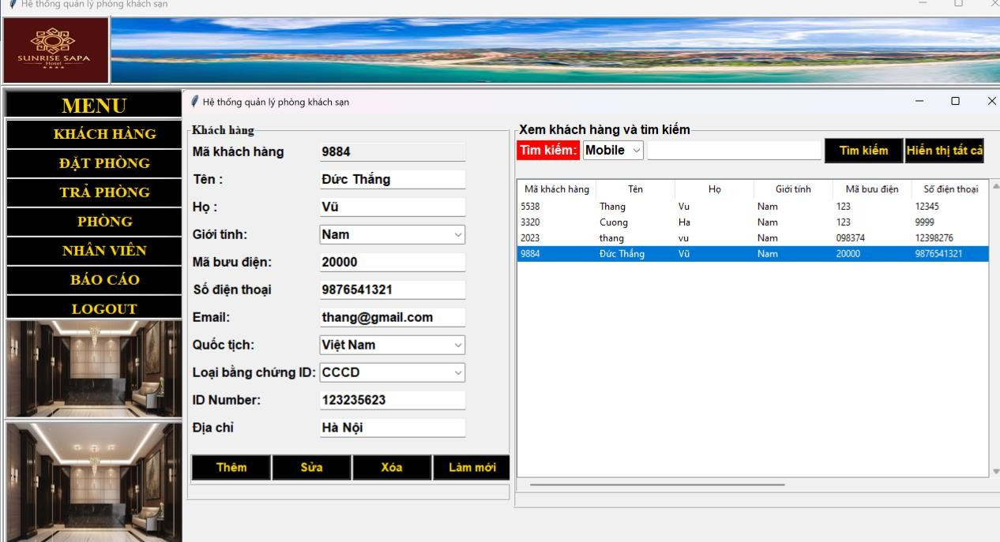 Hệ thống quản lý phòng khách sạn
SUNRISE SAPA
Hotel
MENU
KHÁCH HÀNG
ĐẶT PHÒNG
TRẢ PHÒNG
PHÒNG
NHÂN VIÊN
BÁO CÁO
LOGOUT
Hệ thống quản lý phòng khách sạn
Khách hàng
Mã khách hàng 9884
Tên : Đức Thắng
Họ : Vũ
Giới tính: Nam
Mã bưu điện: 20000
Số điện thoại 9876541321
Email: thang@gmail.com
Quốc tịch: Việt Nam
Loại bằng chứng ID: CCCD
ID Number: 123235623
Địa chỉ Hà Nội
Thêm Sửa Xóa Làm mới
Xem khách hàng và tìm kiếm
Tìm kiếm: Mobile Tìm kiếm Hiển thị tất cả
Mã khách hàng Tên Họ Giới tính Mã bưu điện Số điện thoại
5538 Thang Vu Nam 123 12345
3320 Cuong Ha Nam 123 9999
2023 thang vu Nam 098374 12398276
9884 Đức Thắng Vũ Nam 20000 9876541321